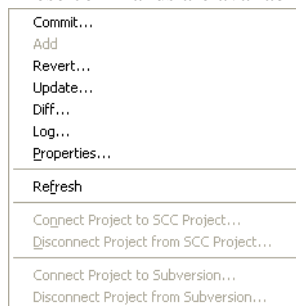 Commit...
Add
Revert...
Update...
Diff...
Log...
Properties...
Refresh
Connect Project to SCC Project...
Disconnect Project from SCC Project...
Connect Project to Subversion...
Disconnect Project from Subversion...